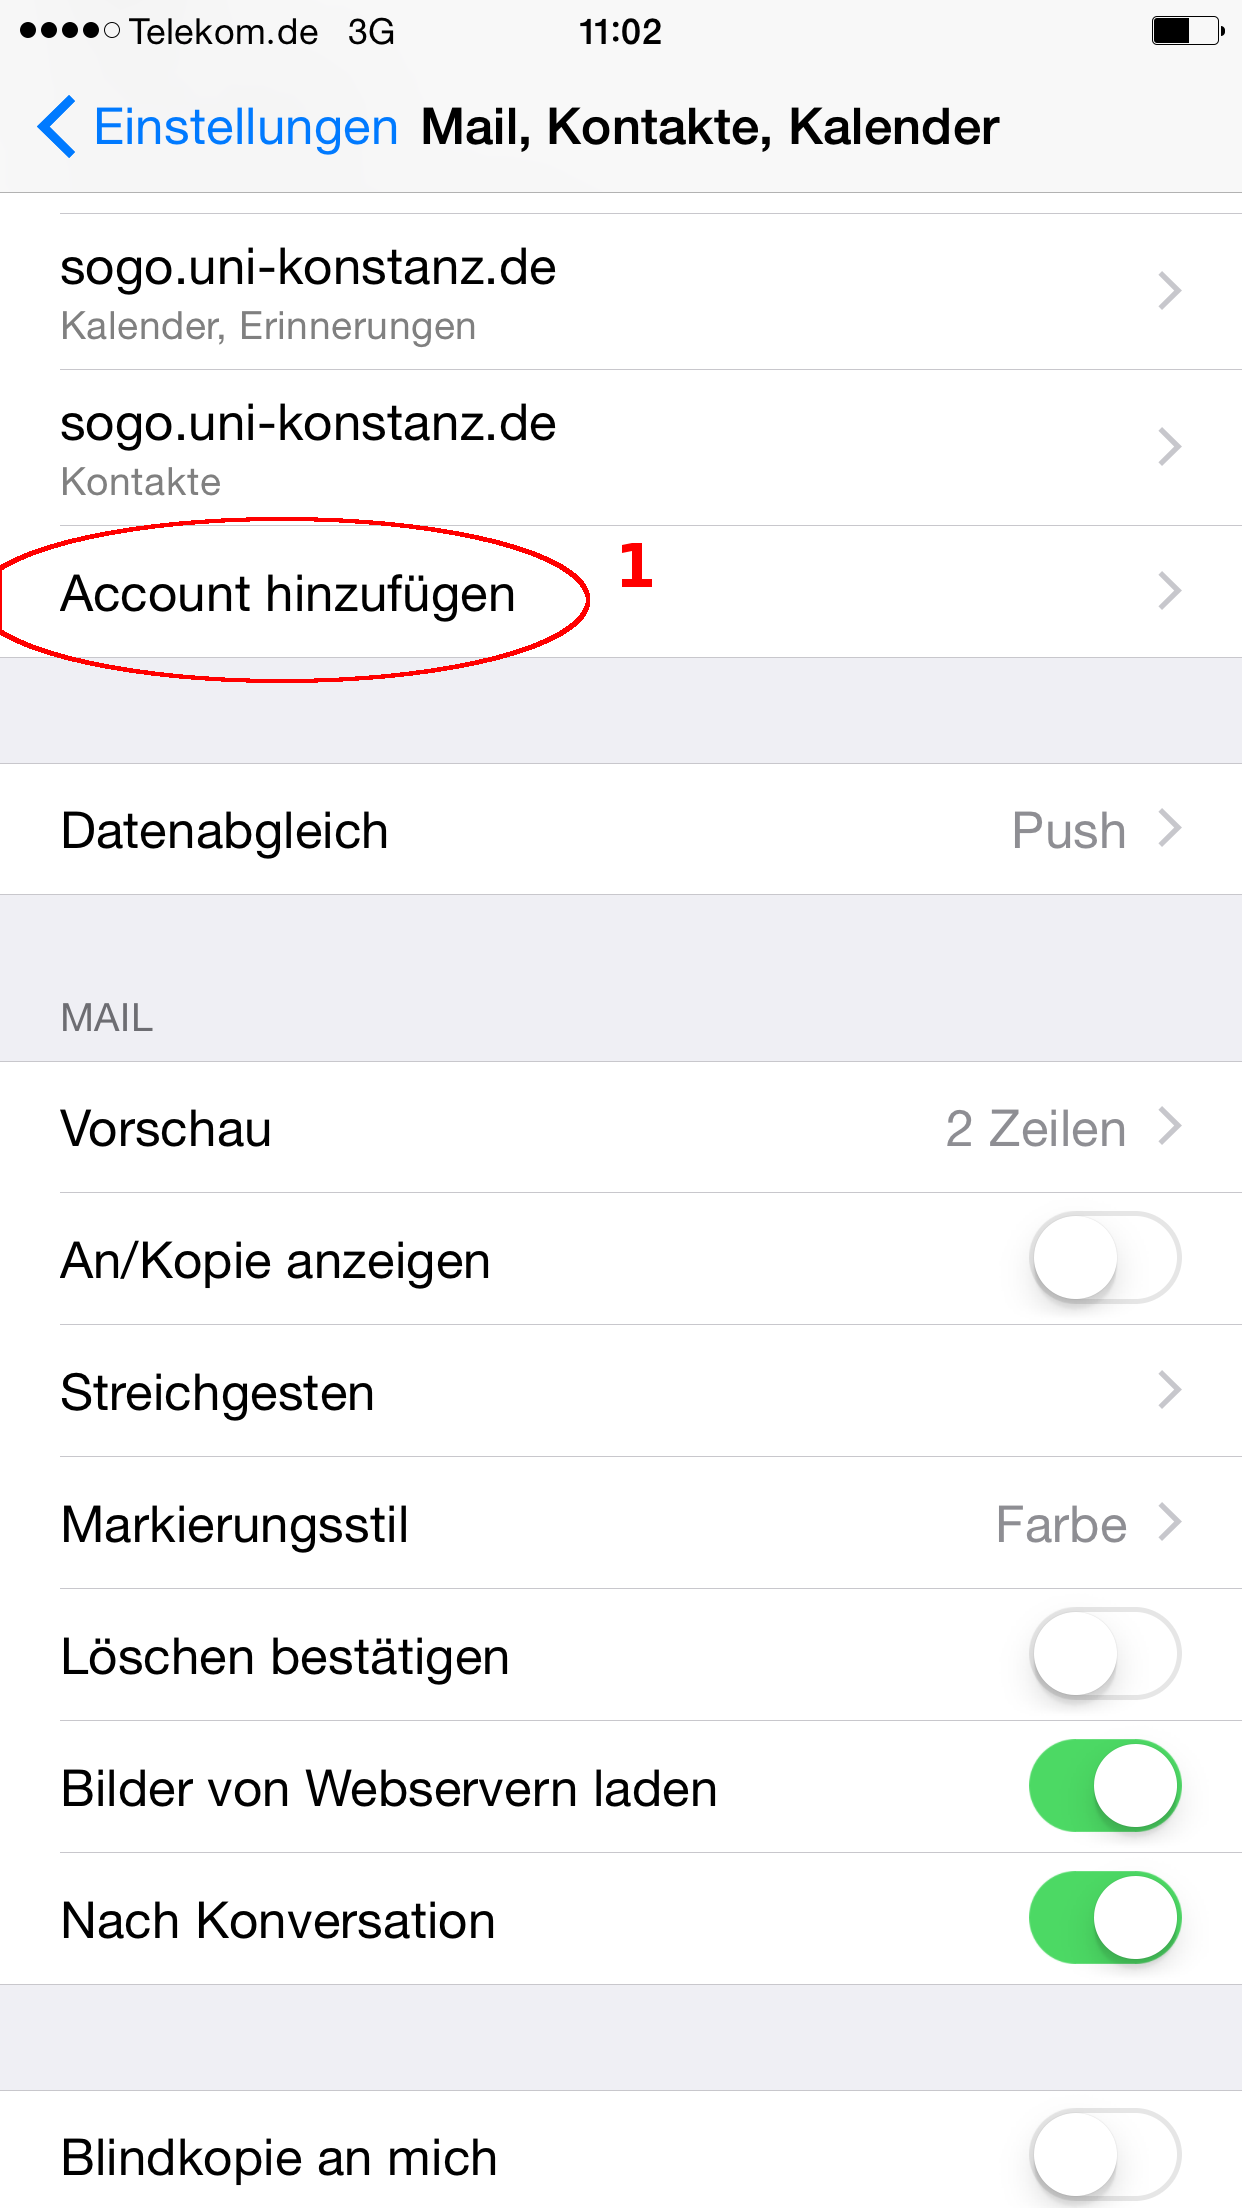 Telekom.de 3G 11:02
Einstellungen Mail, Kontakte, Kalender
sogo.uni-konstanz.de
Kalender, Erinnerungen
sogo.uni-konstanz.de
Kontakte
Account hinzufügen 1
Datenabgleich Push
MAIL
Vorschau 2 Zeilen
An/Kopie anzeigen
Streichgesten
Markierungsstil Farbe
Löschen bestätigen
Bilder von Webservern laden
Nach Konversation
Blindkopie an mich